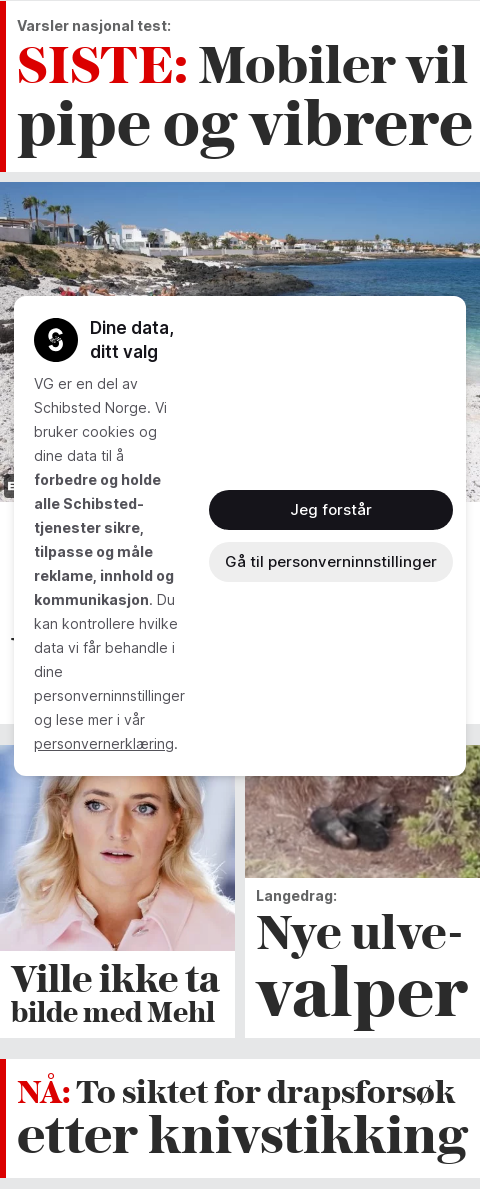 Varsler nasjonal test:
SISTE: Mobiler vil
pipe og vibrere
Dine data,
ditt valg
VG er en del av
Schibsted Norge. Vi
bruker cookies og
dine data til å
forbedre og holde
alle Schibsted-
tjenester sikre,
tilpasse og måle
reklame, innhold og
kommunikasjon. Du
kan kontrollere hvilke
data vi får behandle i
dine
personverninnstillinger
og lese mer i vår
personvernerklæring.
Jeg forstår
Gå til personverninnstillinger
Ville ikke ta
bilde med Mehl
Langedrag:
Nye ulve-
valper
NÅ: To siktet for drapsforsøk
etter knivstikking